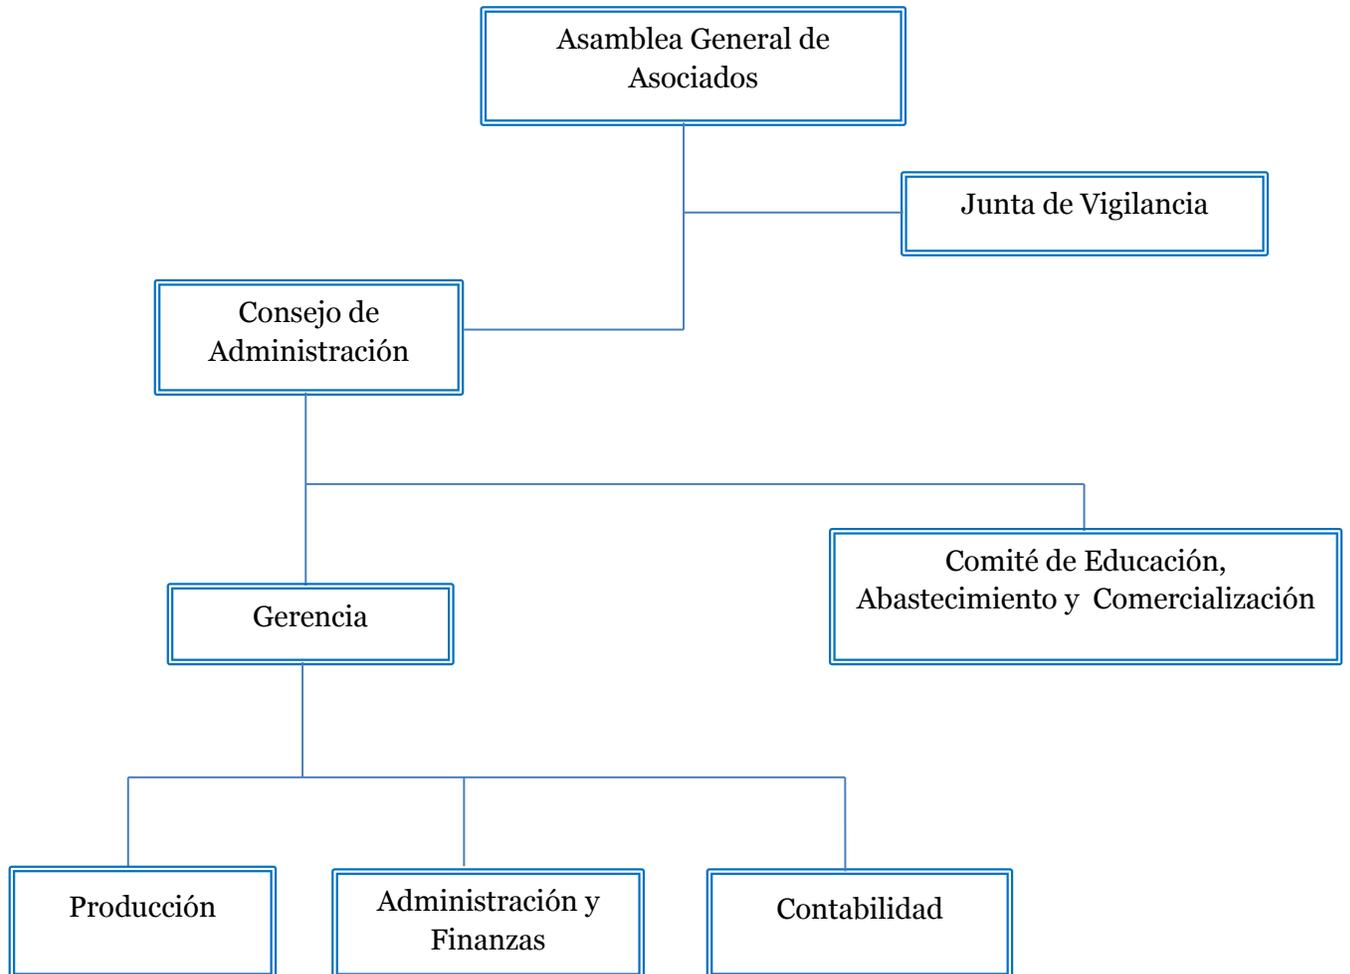 Asamblea General de
Asociados
Junta de Vigilancia
Consejo de
Administración
Comité de Educación,
Abastecimiento y  Comercialización
Gerencia
Producción
Administración y
Finanzas
Contabilidad